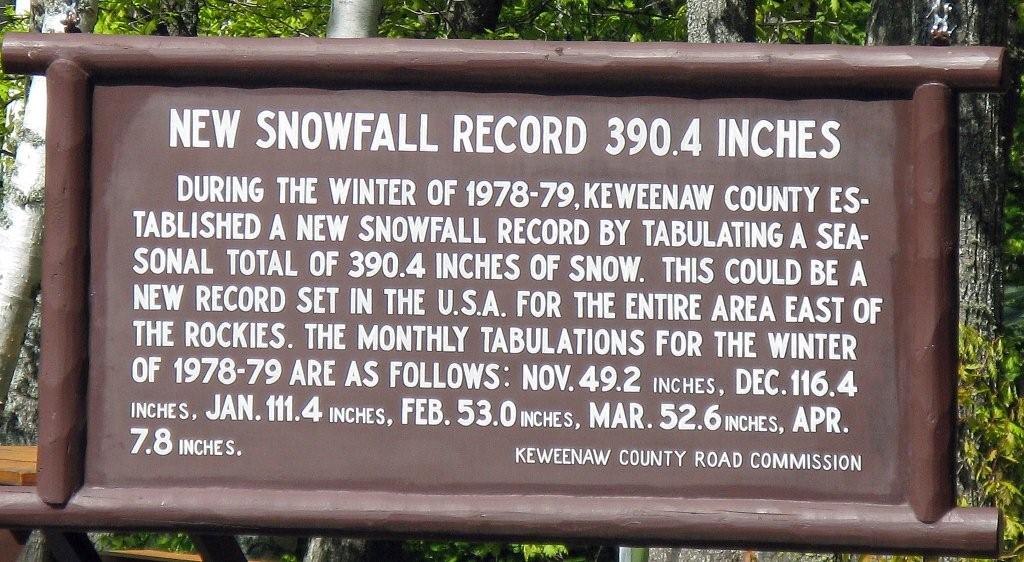 NEW SNOWFALL RECORD 390.4 INCHES
DURING THE WINTER OF 1978-79, KEWEENAW COUNTY ES-
TABLISHED A NEW SNOWFALL RECORD BY TABULATING A SEA-
SONAL TOTAL OF 390.4 INCHES OF SNOW. THIS COULD BE A
NEW RECORD SET IN THE U.S.A. FOR THE ENTIRE AREA EAST OF
THE ROCKIES. THE MONTHLY TABULATIONS FOR THE WINTER
OF 1978-79 ARE AS FOLLOWS: NOV. 49.2 INCHES, DEC. 116.4
INCHES, JAN. 111.4 INCHES, FEB. 53.0 INCHES, MAR. 52.6 INCHES, APR.
7.8 INCHES.
KEWEENAW COUNTY ROAD COMMISSION